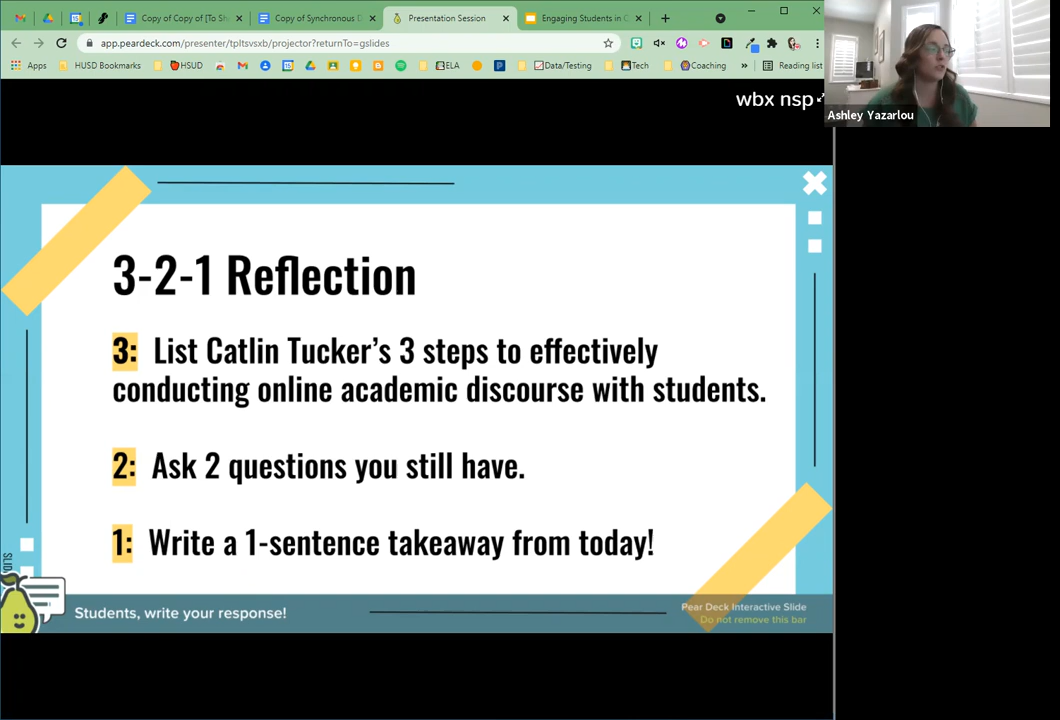 Copy of Copy of [To Sh
Copy of Synchronous D
Presentation Session
Engaging Students in C
app.peardeck.com/presenter/tpltsvsxb/projector?returnTo=gslides
Apps
HUSD Bookmarks
HSUD
ELA
Data/Testing
Tech
Coaching
»
Reading list
wbx nsp
Ashley Yazarlou
3-2-1 Reflection
3: List Catlin Tucker's 3 steps to effectively
conducting online academic discourse with students.
2: Ask 2 questions you still have.
1: Write a 1-sentence takeaway from today!
Students, write your response!
Pear Deck Interactive Slide
Do not remove this bar